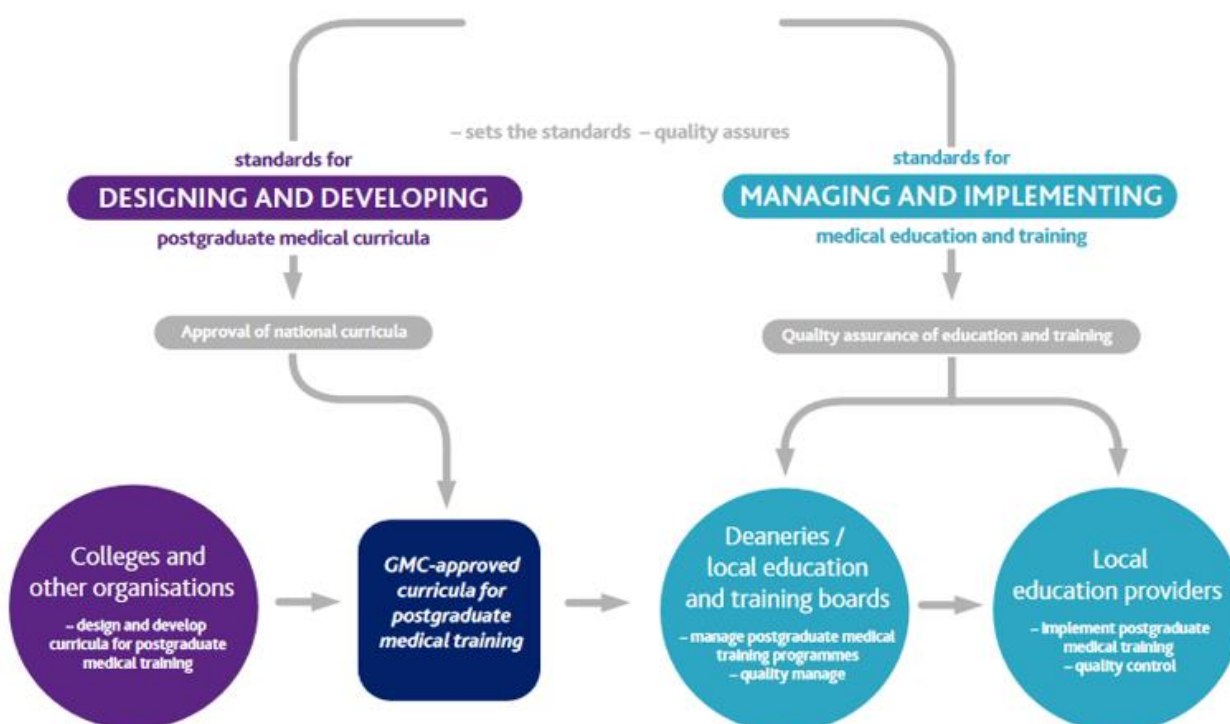 – sets the standards – quality assures
standards for
DESIGNING AND DEVELOPING
postgraduate medical curricula
standards for
MANAGING AND IMPLEMENTING
medical education and training
Approval of national curricula
Quality assurance of education and training
Colleges and
other organisations
– design and develop
curricula for postgraduate
medical training
GMC-approved
curricula for
postgraduate
medical training
Deaneries /
local education
and training boards
– manage postgraduate medical
training programmes
– quality manage
Local
education providers
– implement postgraduate
medical training
– quality control